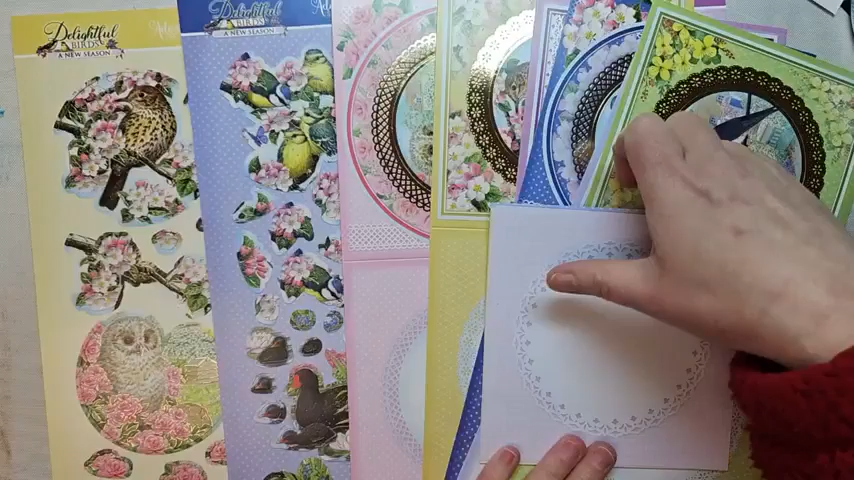 Delightful
BIRDS
A NEW SEASON
Delightful
BIRDS
A NEW SEASON